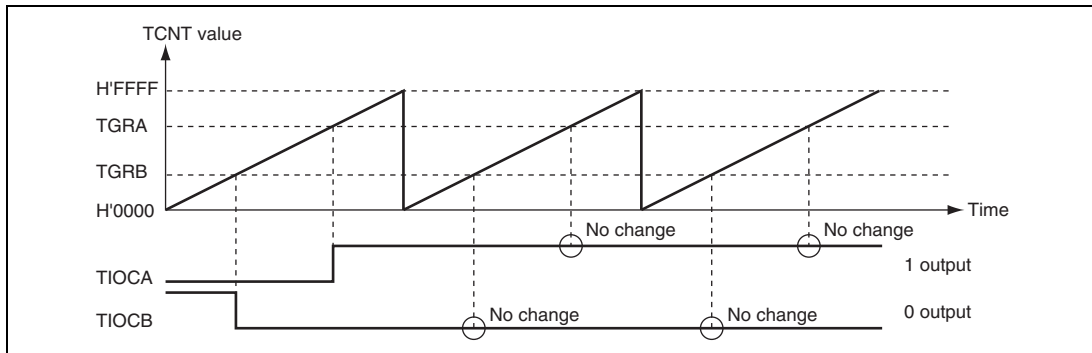 TCNT value
H'FFFF
TGRA
TGRB
H'0000
Time
No change
No change
TIOCA
1 output
No change
No change
TIOCB
0 output